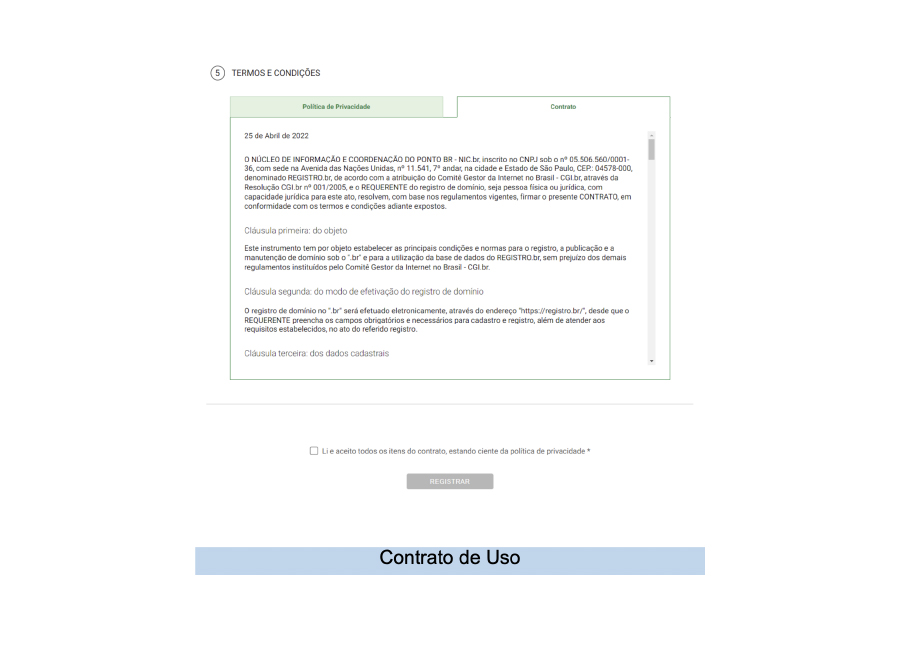 5 TERMOS E CONDIÇÕES
Política de Privacidade
Contrato
25 de Abril de 2022
O NÚCLEO DE INFORMAÇÃO E COORDENAÇÃO DO PONTO BR - NIC.br, inscrito no CNPJ sob o nº 05.506.560/0001-
36, com sede na Avenida das Nações Unidas, nº 11.541, 7º andar, na cidade e Estado de São Paulo, CEP.: 04578-000,
denominado REGISTRO.br, de acordo com a atribuição do Comitê Gestor da Internet no Brasil - CGI.br, através da
Resolução CGI.br nº 001/2005, e o REQUERENTE do registro de domínio, seja pessoa física ou jurídica, com
capacidade jurídica para este ato, resolvem, com base nos regulamentos vigentes, firmar o presente CONTRATO, em
conformidade com os termos e condições adiante expostos.
Cláusula primeira: do objeto
Este instrumento tem por objeto estabelecer as principais condições e normas para o registro, a publicação e a
manutenção de domínio sob o ".br" e para a utilização da base de dados do REGISTRO.br, sem prejuízo dos demais
regulamentos instituídos pelo Comitê Gestor da Internet no Brasil - CGI.br.
Cláusula segunda: do modo de efetivação do registro de domínio
O registro de domínio no ".br" será efetuado eletronicamente, através do endereço "https://registro.br/", desde que o
REQUERENTE preencha os campos obrigatórios e necessários para cadastro e registro, além de atender aos
requisitos estabelecidos, no ato do referido registro.
Cláusula terceira: dos dados cadastrais
Li e aceito todos os itens do contrato, estando ciente da política de privacidade *
REGISTRAR
Contrato de Uso